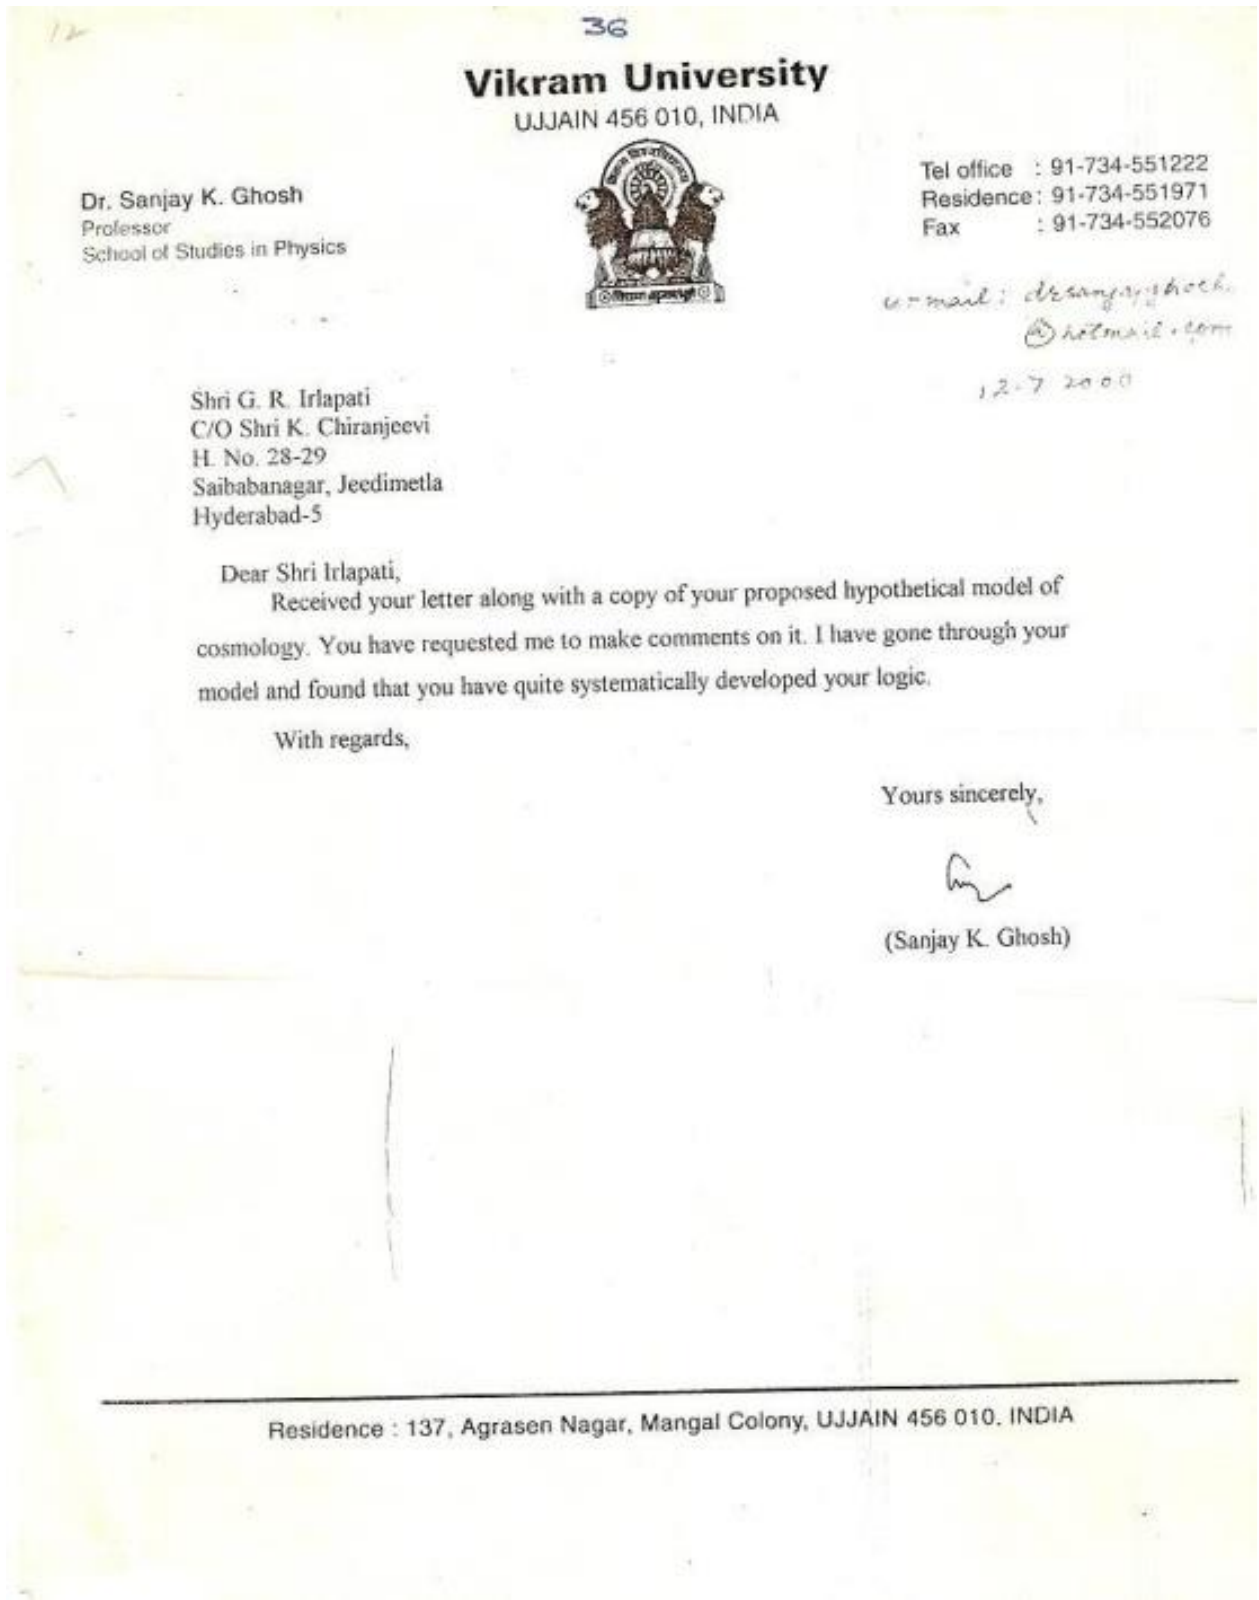 12
36
Vikram University
UJJAIN 456 010, INDIA
Dr. Sanjay K. Ghosh
Professor
School of Studies in Physics
Tel office : 91-734-551222
Residence : 91-734-551971
Fax : 91-734-552076
@hotmail.com
12.7 2000
Shri G. R. Irlapati
C/O Shri K. Chiranjeevi
H. No. 28-29
Saibabanagar, Jeedimetla
Hyderabad-5
Dear Shri Irlapati,
Received your letter along with a copy of your proposed hypothetical model of
cosmology. You have requested me to make comments on it. I have gone through your
model and found that you have quite systematically developed your logic.
With regards,
Yours sincerely,
(Sanjay K. Ghosh)
Residence : 137, Agrasen Nagar, Mangal Colony, UJJAIN 456 010. INDIA